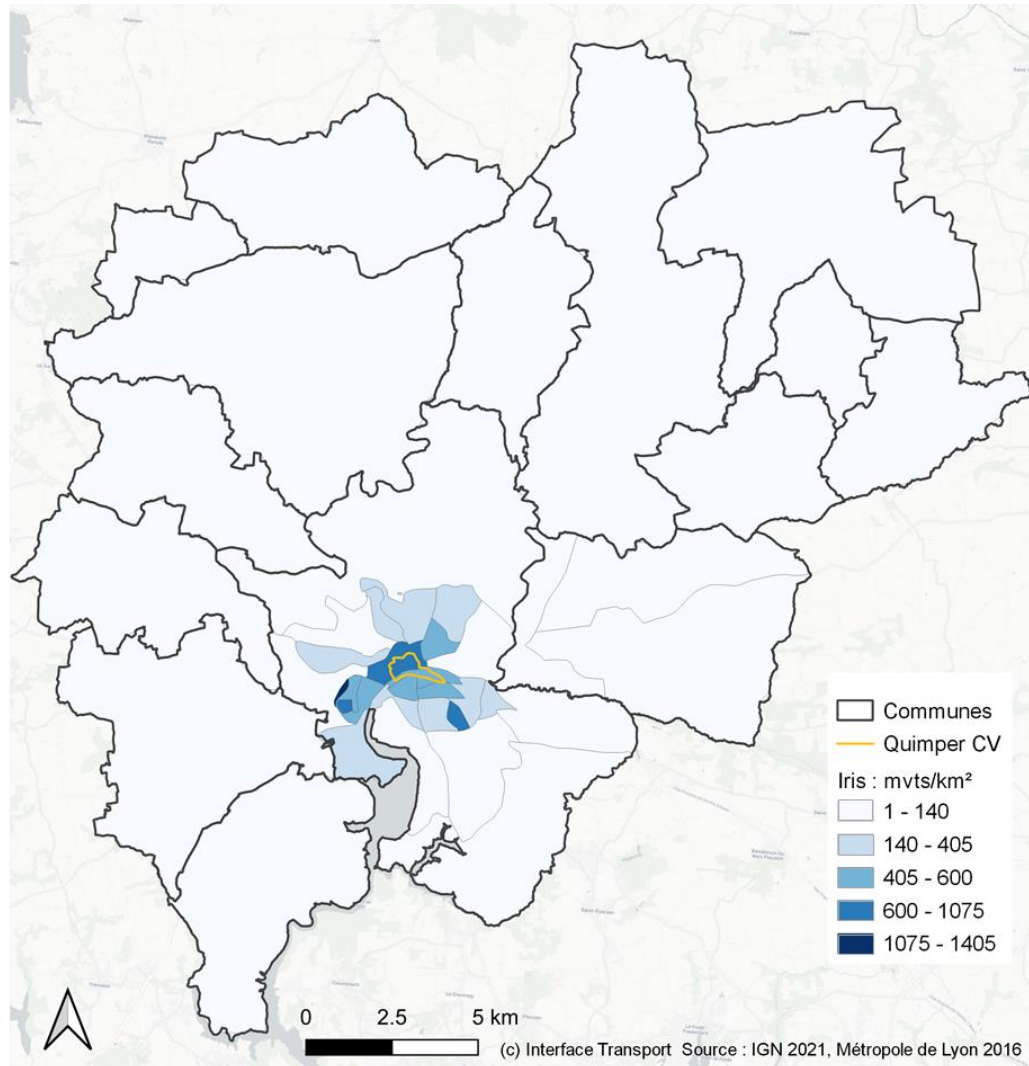 Communes
Quimper CV
Iris : mvts/km²
1 - 140
140 - 405
405 - 600
600 - 1075
1075 - 1405
0 2.5 5 km
(c) Interface Transport Source : IGN 2021, Métropole de Lyon 2016